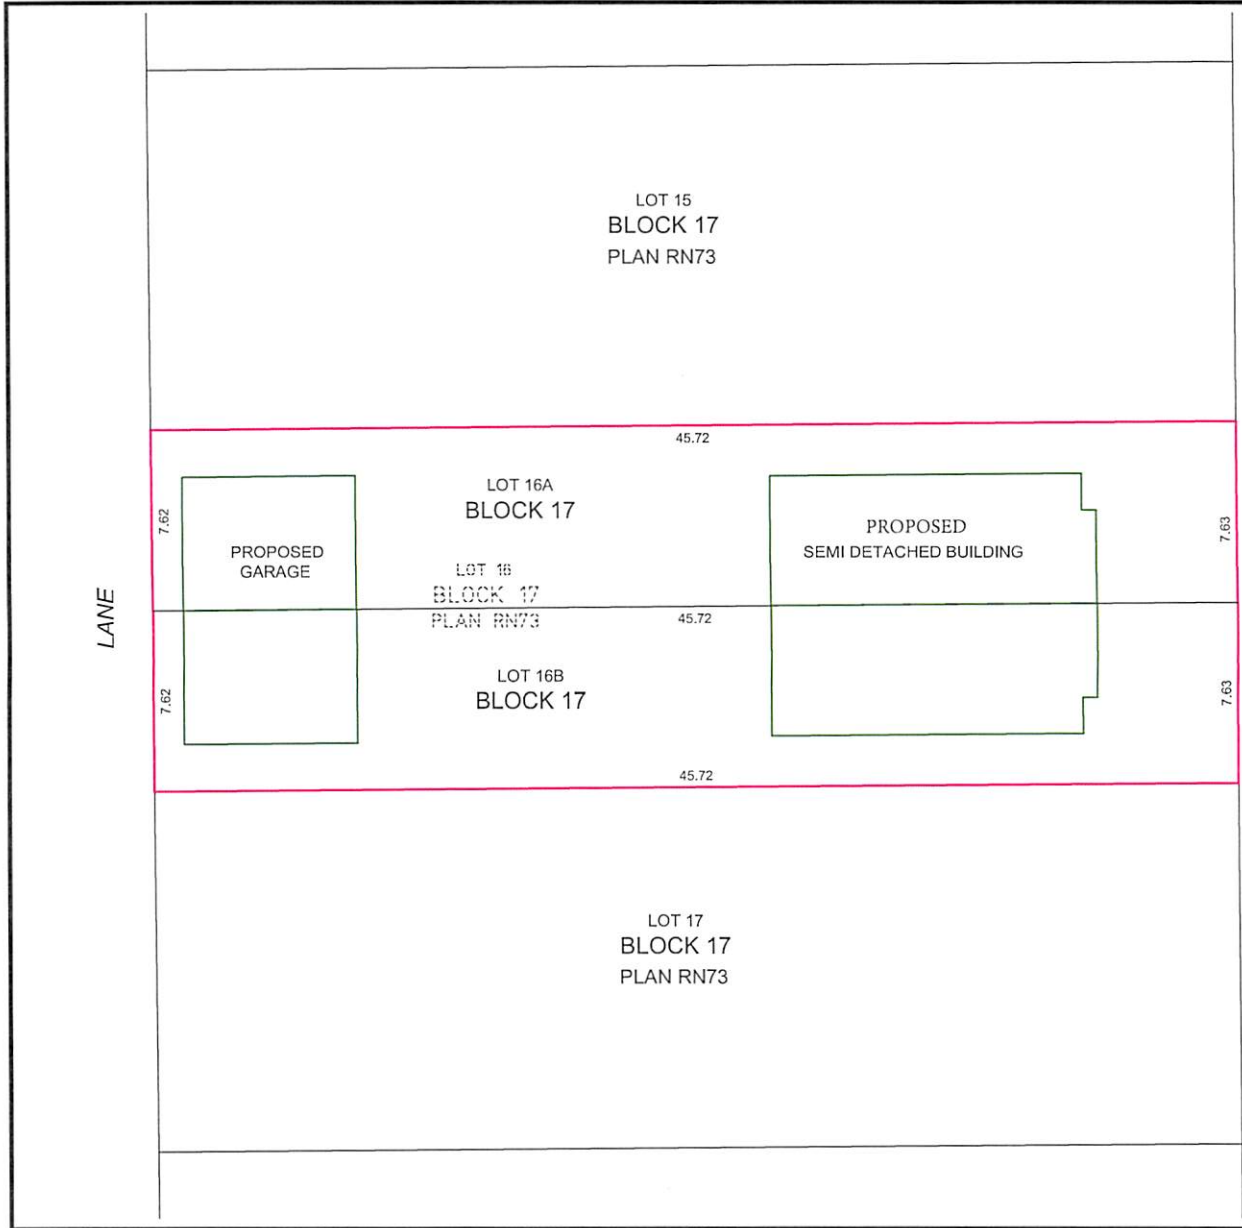 LOT 15
BLOCK 17
PLAN RN73
45.72
LOT 16A
BLOCK 17
7.62
PROPOSED
GARAGE
PROPOSED
SEMI DETACHED BUILDING
7.63
LOT 16
BLOCK 17
PLAN RN73
LANE
45.72
LOT 16B
BLOCK 17
7.62
7.63
45.72
LOT 17
BLOCK 17
PLAN RN73